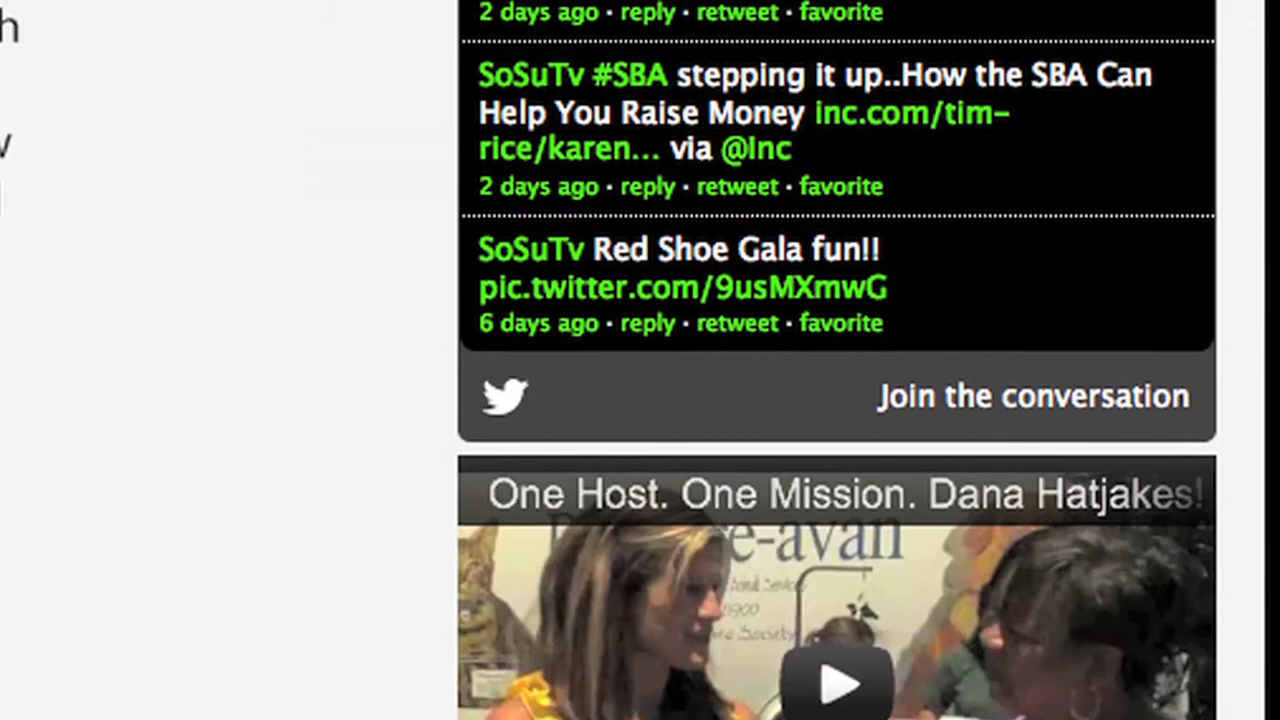 h
2 days ago · reply · retweet · favorite
SoSuTv #SBA stepping it up..How the SBA Can
w
Help You Raise Money inc.com/tim-
rice/karen... via @Inc
2 days ago · reply · retweet · favorite
SoSuTv Red Shoe Gala fun!!
pic.twitter.com/9usMXmwG
6 days ago · reply · retweet · favorite
Join the conversation
One Host. One Mission. Dana Hatjakes!
e-avan